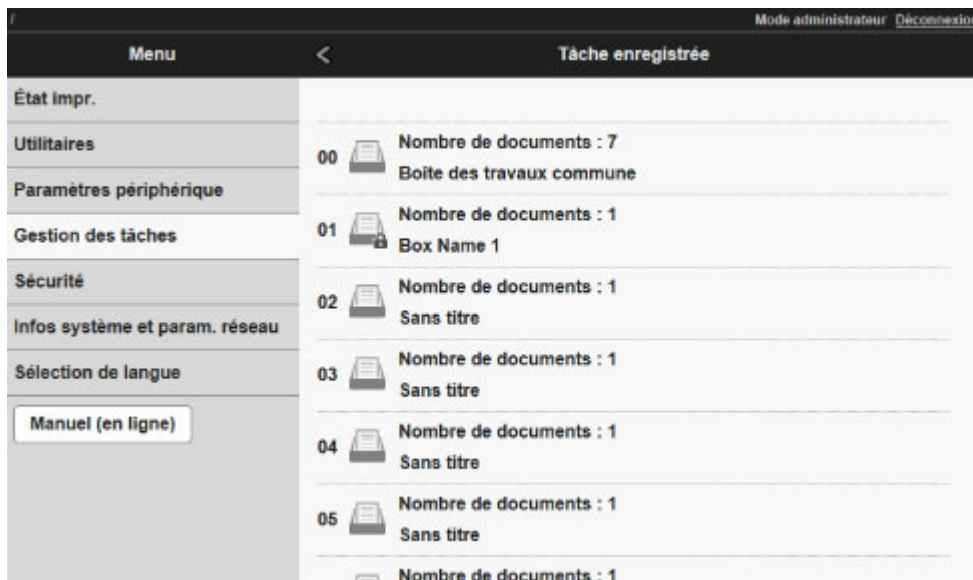 Mode administrateur Déconnexion
Menu
< Tâche enregistrée
État impr.
Utilitaires
Paramètres périphérique
Gestion des tâches
Sécurité
Infos système et param. réseau
Sélection de langue
Manuel (en ligne)
00
Nombre de documents : 7
Boîte des travaux commune
01
Nombre de documents : 1
Box Name 1
02
Nombre de documents : 1
Sans titre
03
Nombre de documents : 1
Sans titre
04
Nombre de documents : 1
Sans titre
05
Nombre de documents : 1
Sans titre
Nombre de documents : 1